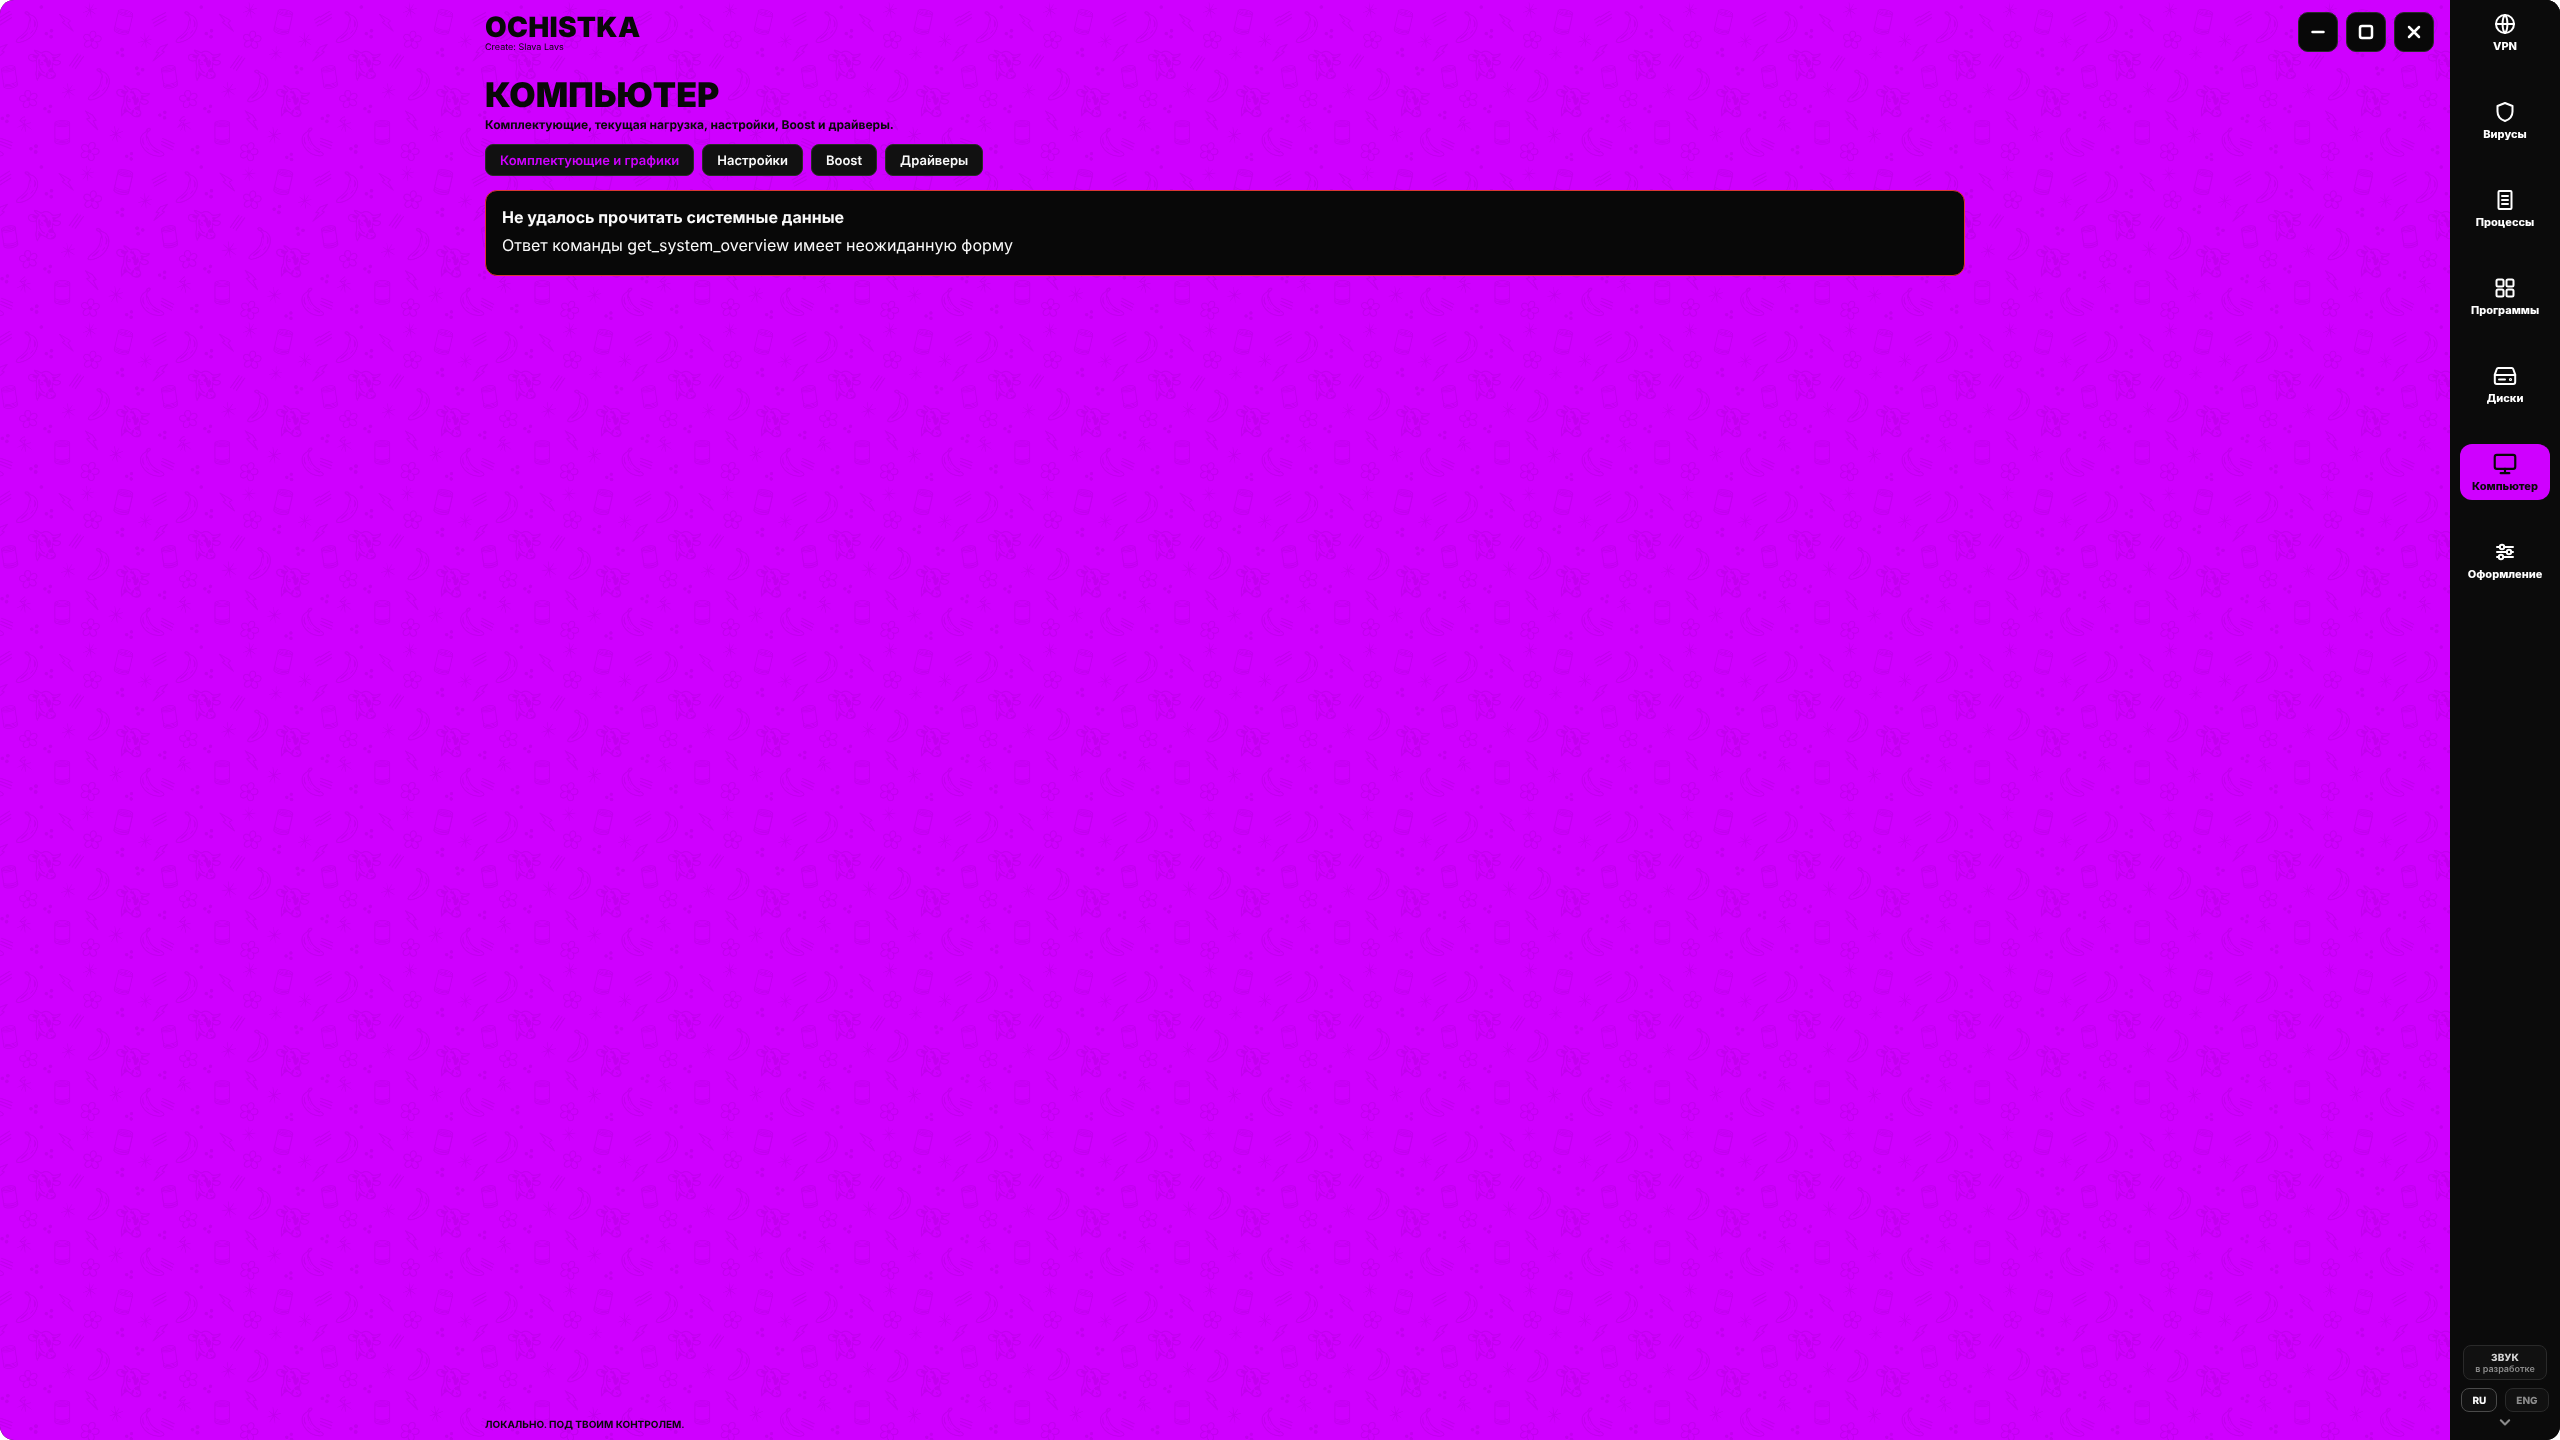 OCHISTKA
Create: Slava Lavs
КОМПЬЮТЕР
Комплектующие, текущая нагрузка, настройки, Boost и драйверы.
Комплектующие и графики
Настройки
Boost
Драйверы
Не удалось прочитать системные данные
Ответ команды get_system_overview имеет неожиданную форму
ЛОКАЛЬНО. ПОД ТВОИМ КОНТРОЛЕМ.
VPN
Вирусы
Процессы
Программы
Диски
Компьютер
Оформление
ЗВУК
в разработке
RU
ENG